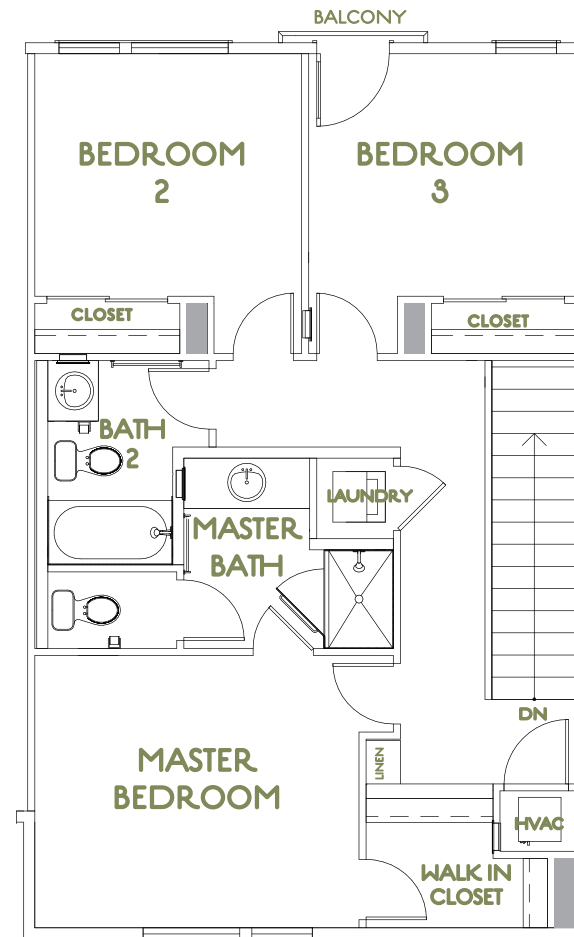 BALCONY
BEDROOM
2
BEDROOM
3
CLOSET
CLOSET
BATH
2
LAUNDRY
MASTER
BATH
DN
MASTER
BEDROOM
LINEN
HVAC
WALK IN
CLOSET